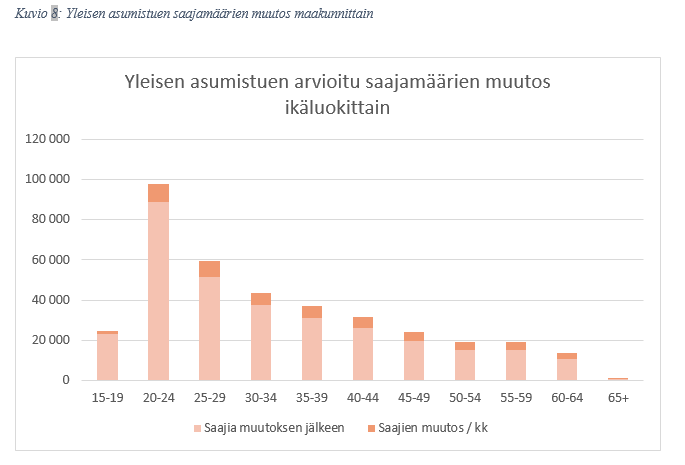 Kuvio 8: Yleisen asumistuen saajamäärien muutos maakunnittain
Yleisen asumistuen arvioitu saajamäärien muutos
ikäluokittain
120 000
100 000
80 000
60 000
40 000
20 000
0
15-19 20-24 25-29 30-34 35-39 40-44 45-49 50-54 55-59 60-64 65+
Saajia muutoksen jälkeen Saajien muutos / kk